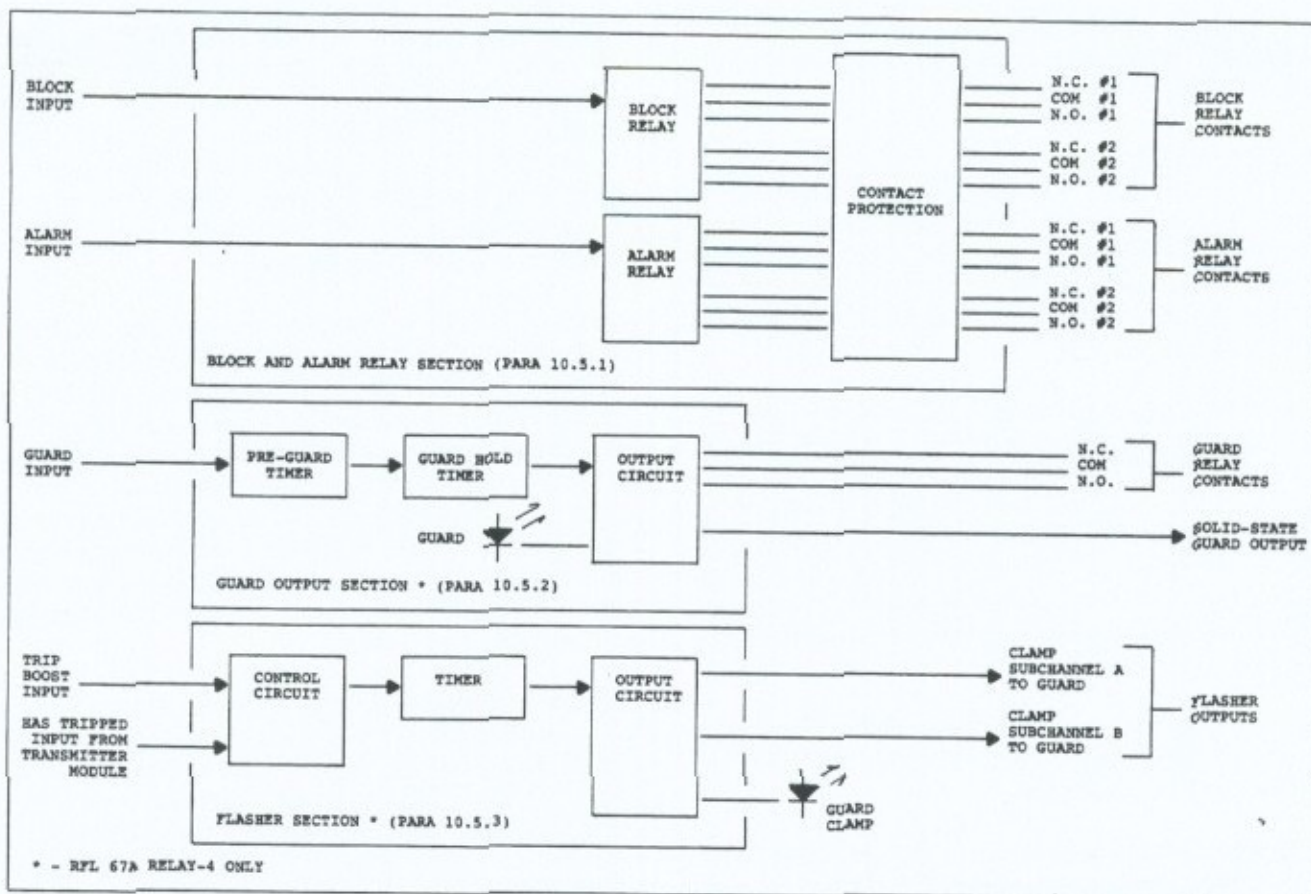 BLOCK
INPUT
BLOCK
RELAY
CONTACT
PROTECTION
N.C. #1
COM #1
N.O. #1
N.C. #2
COM #2
N.O. #2
BLOCK
RELAY
CONTACTS
ALARM
INPUT
ALARM
RELAY
N.C. #1
COM #1
N.O. #1
N.C. #2
COM #2
N.O. #2
ALARM
RELAY
CONTACTS
BLOCK AND ALARM RELAY SECTION (PARA 10.5.1)
GUARD
INPUT
PRE-GUARD
TIMER
GUARD HOLD
TIMER
OUTPUT
CIRCUIT
N.C.
COM
N.O.
GUARD
RELAY
CONTACTS
GUARD
SOLID-STATE
GUARD OUTPUT
GUARD OUTPUT SECTION * (PARA 10.5.2)
TRIP
BOOST
INPUT
HAS TRIPPED
INPUT FROM
TRANSMITTER
MODULE
CONTROL
CIRCUIT
TIMER
OUTPUT
CIRCUIT
CLAMP
SUBCHANNEL A
TO GUARD
CLAMP
SUBCHANNEL B
TO GUARD
FLASHER
OUTPUTS
GUARD
CLAMP
FLASHER SECTION * (PARA 10.5.3)
* - RFL 67A RELAY-4 ONLY